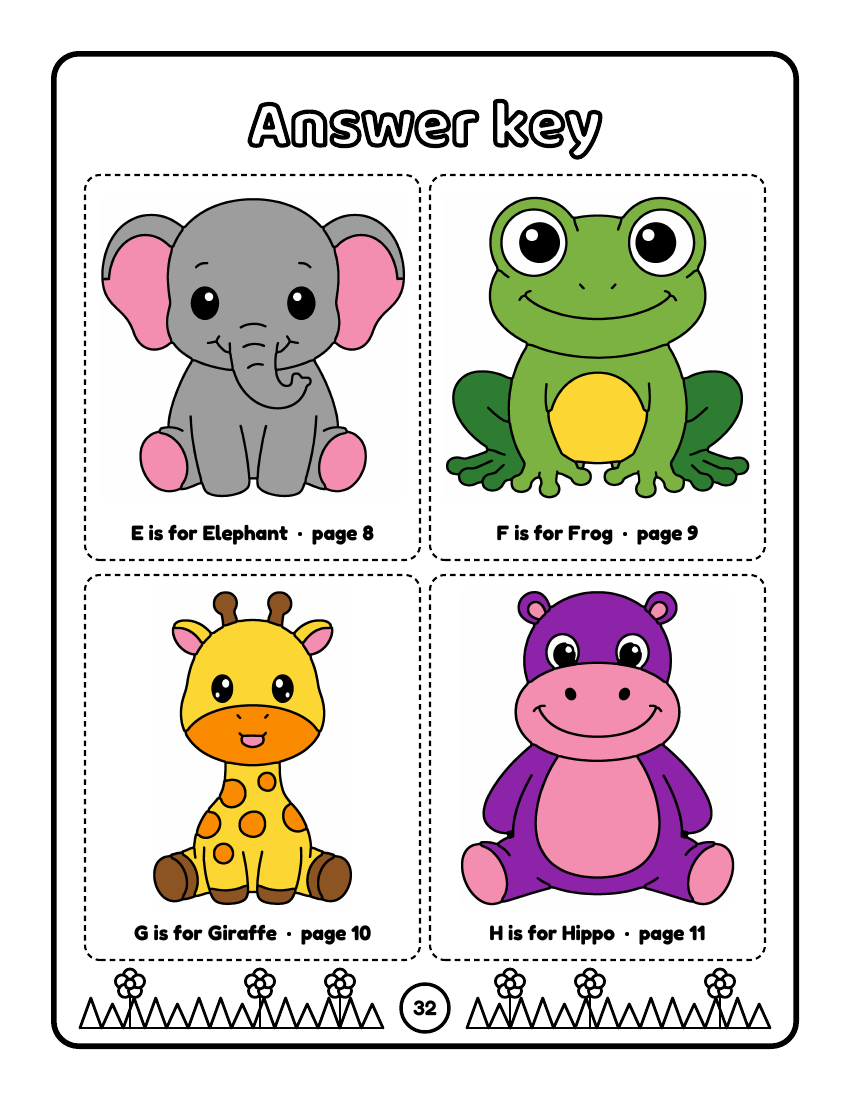 Answer key
E is for Elephant · page 8
F is for Frog · page 9
G is for Giraffe · page 10
H is for Hippo · page 11
32